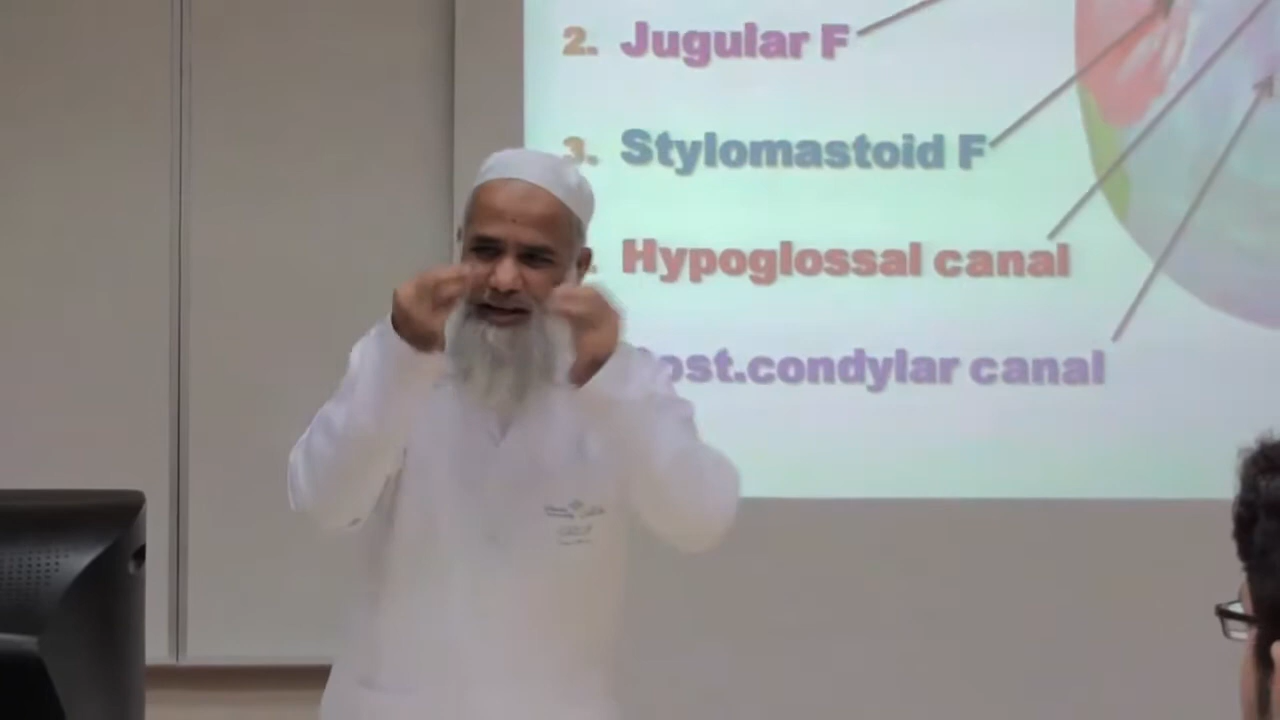 2. Jugular F
3. Stylomastoid F
Hypoglossal canal
ost.condylar canal